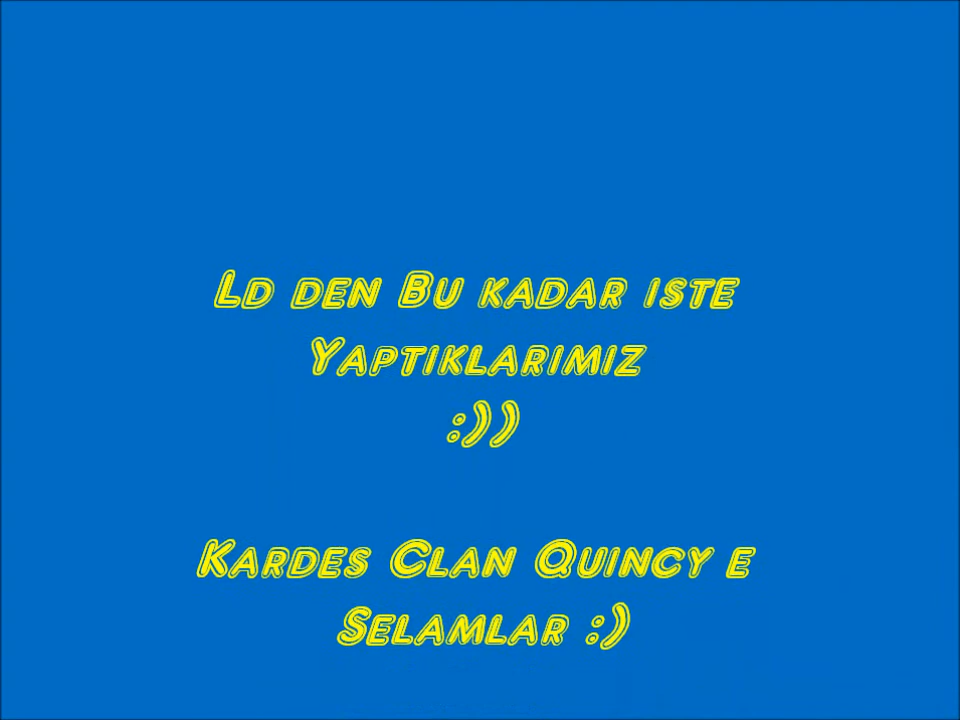 Ld den Bu kadar iste
Yaptiklarimiz
:))
Kardes Clan Quincy e
Selamlar :)